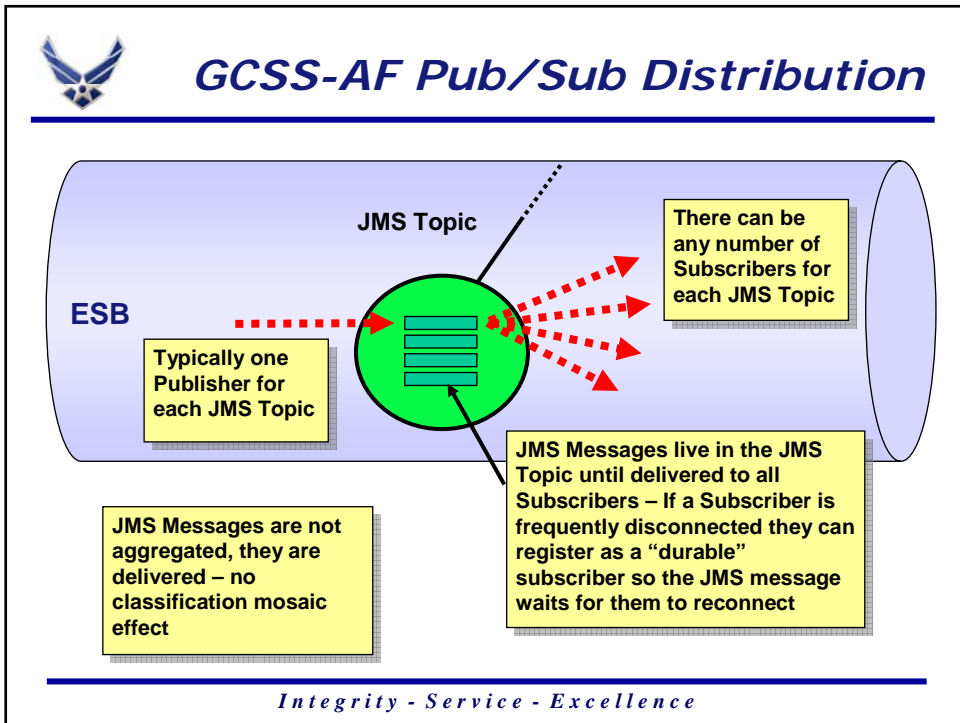 GCSS-AF Pub/Sub Distribution
JMS Topic
There can be
any number of
Subscribers for
each JMS Topic
ESB
Typically one
Publisher for
each JMS Topic
JMS Messages live in the JMS
Topic until delivered to all
Subscribers – If a Subscriber is
frequently disconnected they can
register as a “durable”
subscriber so the JMS message
waits for them to reconnect
JMS Messages are not
aggregated, they are
delivered – no
classification mosaic
effect
Integrity - Service - Excellence